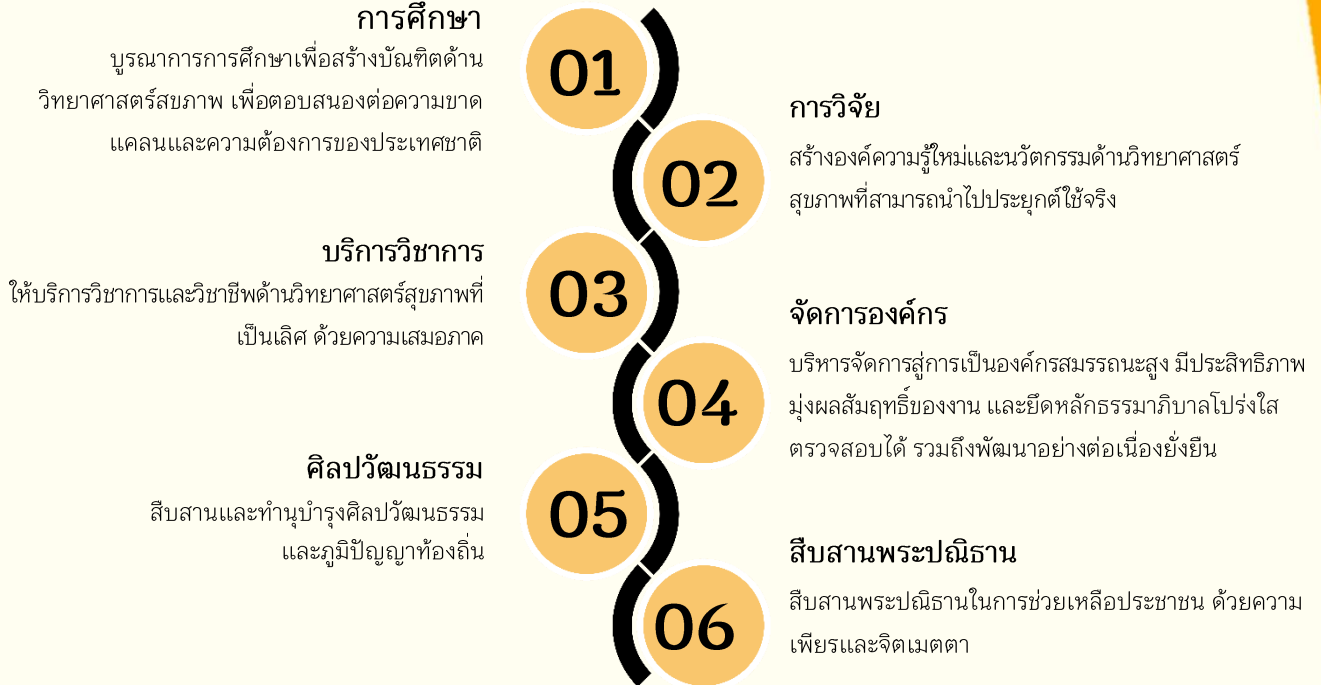 การศึกษา
บูรณาการการศึกษาเพื่อสร้างบัณฑิตด้าน
วิทยาศาสตร์สขภาพ เพื่อตอบสนองต่อความขาด
แคลนและความต้องการของประเทศชาติ
01
02
การวิจัย
สร้างองค์ความรู้ใหม่และนวัตกรรมด้านวิทยาศาสตร์
สุขภาพที่สามารถนำไปประยุกต์ใช้จริง
บริการวิชาการ
ให้บริการวิชาการและวิชาชีพด้านวิทยาศาสตร์สุขภาพที่
เป็นเลิศ ด้วยความเสมอภาค
03
04
จัดการองค์กร
บริหารจัดการสู่การเป็นองค์กรสมรรถนะสูง มีประสิทธิภาพ
มุ่งผลสัมฤทธิ์ของงาน และยึดหลักธรรมาภิบาลโปร่งใส
ตรวจสอบได้ รวมถึงพัฒนาอย่างต่อเนื่องยั่งยืน
ศิลปวัฒนธรรม
สืบสานและทำนุบำรุงศิลปวัฒนธรรม
และภูมิปัญญาท้องถิ่น
05
06
สืบสานพระปณิธาน
สืบสานพระปณิธานในการช่วยเหลือประชาชน ด้วยความ
เพียรและจิตเมตตา